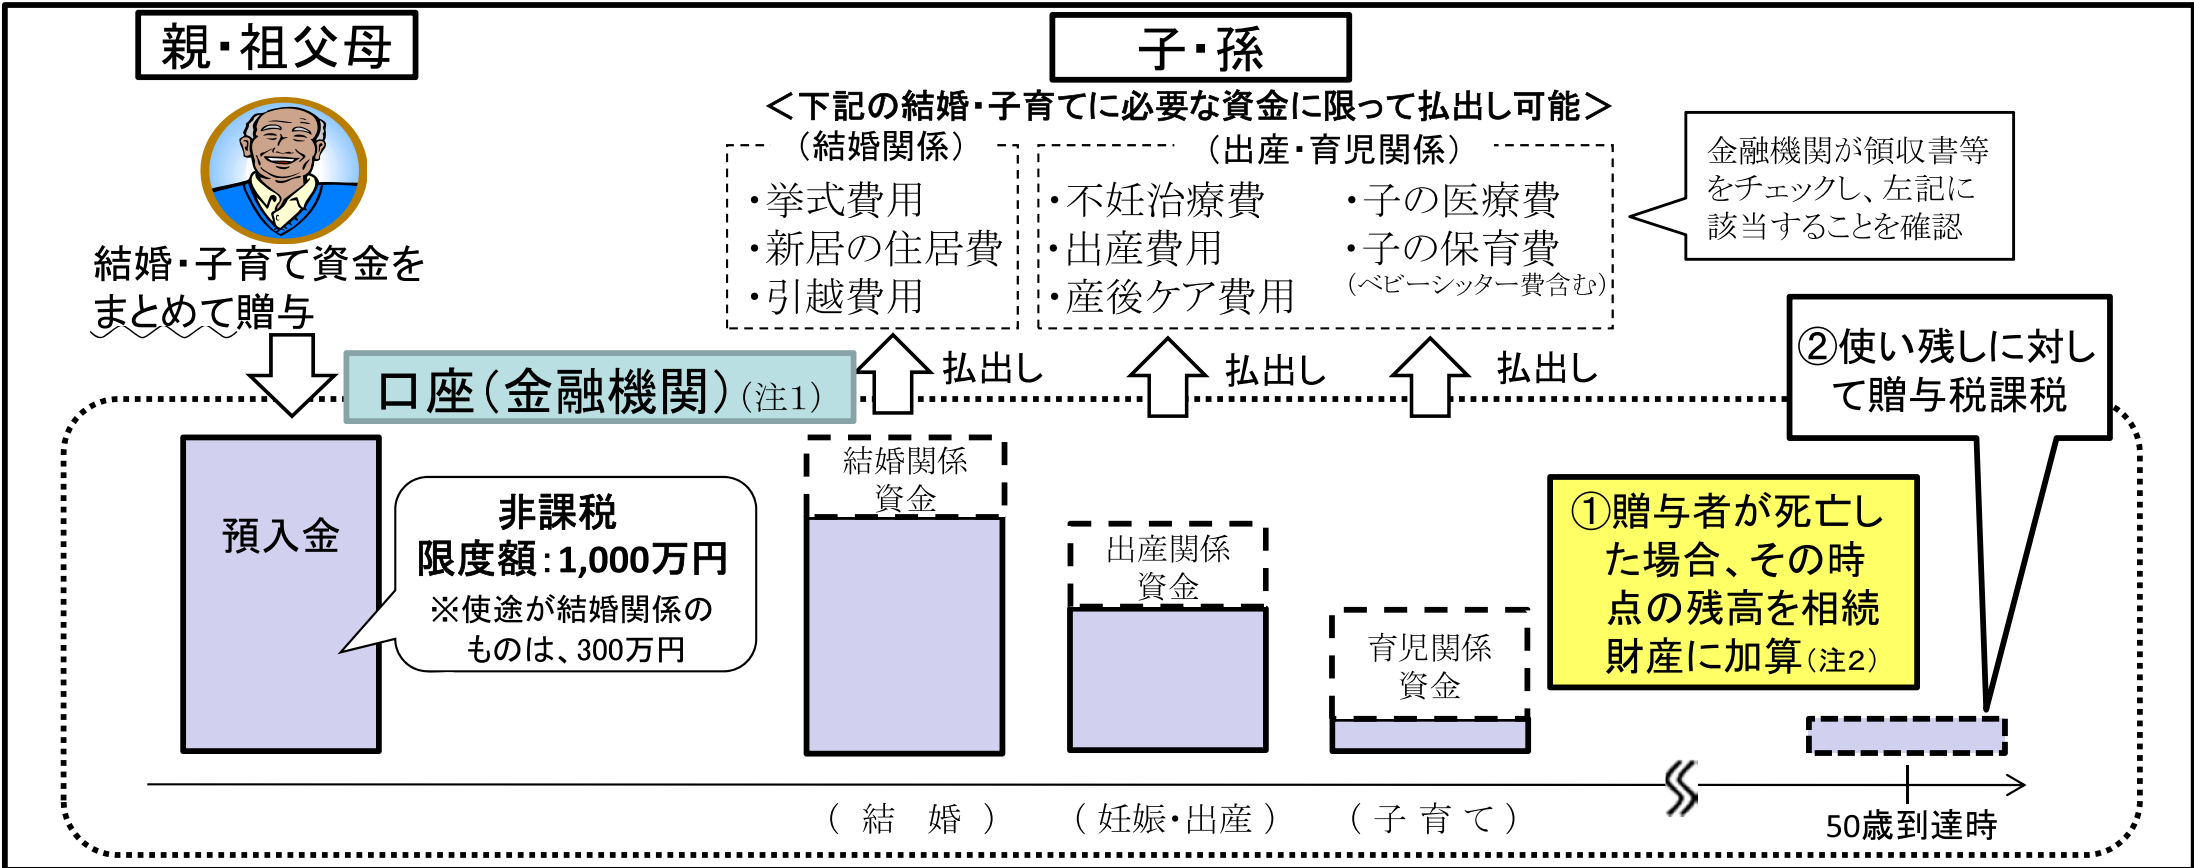 親・祖父母
結婚・子育て資金を
まとめて贈与
子・孫
＜下記の結婚・子育てに必要な資金に限って払出し可能＞
（結婚関係）
・挙式費用
・新居の住居費
・引越費用
（出産・育児関係）
・不妊治療費
・出産費用
・産後ケア費用
・子の医療費
・子の保育費
（ベビーシッター費含む）
金融機関が領収書等
をチェックし、左記に
該当することを確認
払出し
払出し
払出し
口座（金融機関）（注１）
預入金
非課税
限度額：1,000万円
※使途が結婚関係の
ものは、300万円
結婚関係
資金
出産関係
資金
育児関係
資金
①贈与者が死亡し
た場合、その時
点の残高を相続
財産に加算（注２）
②使い残しに対し
て贈与税課税
（結　婚）
（妊娠・出産）
（子育て）
50歳到達時